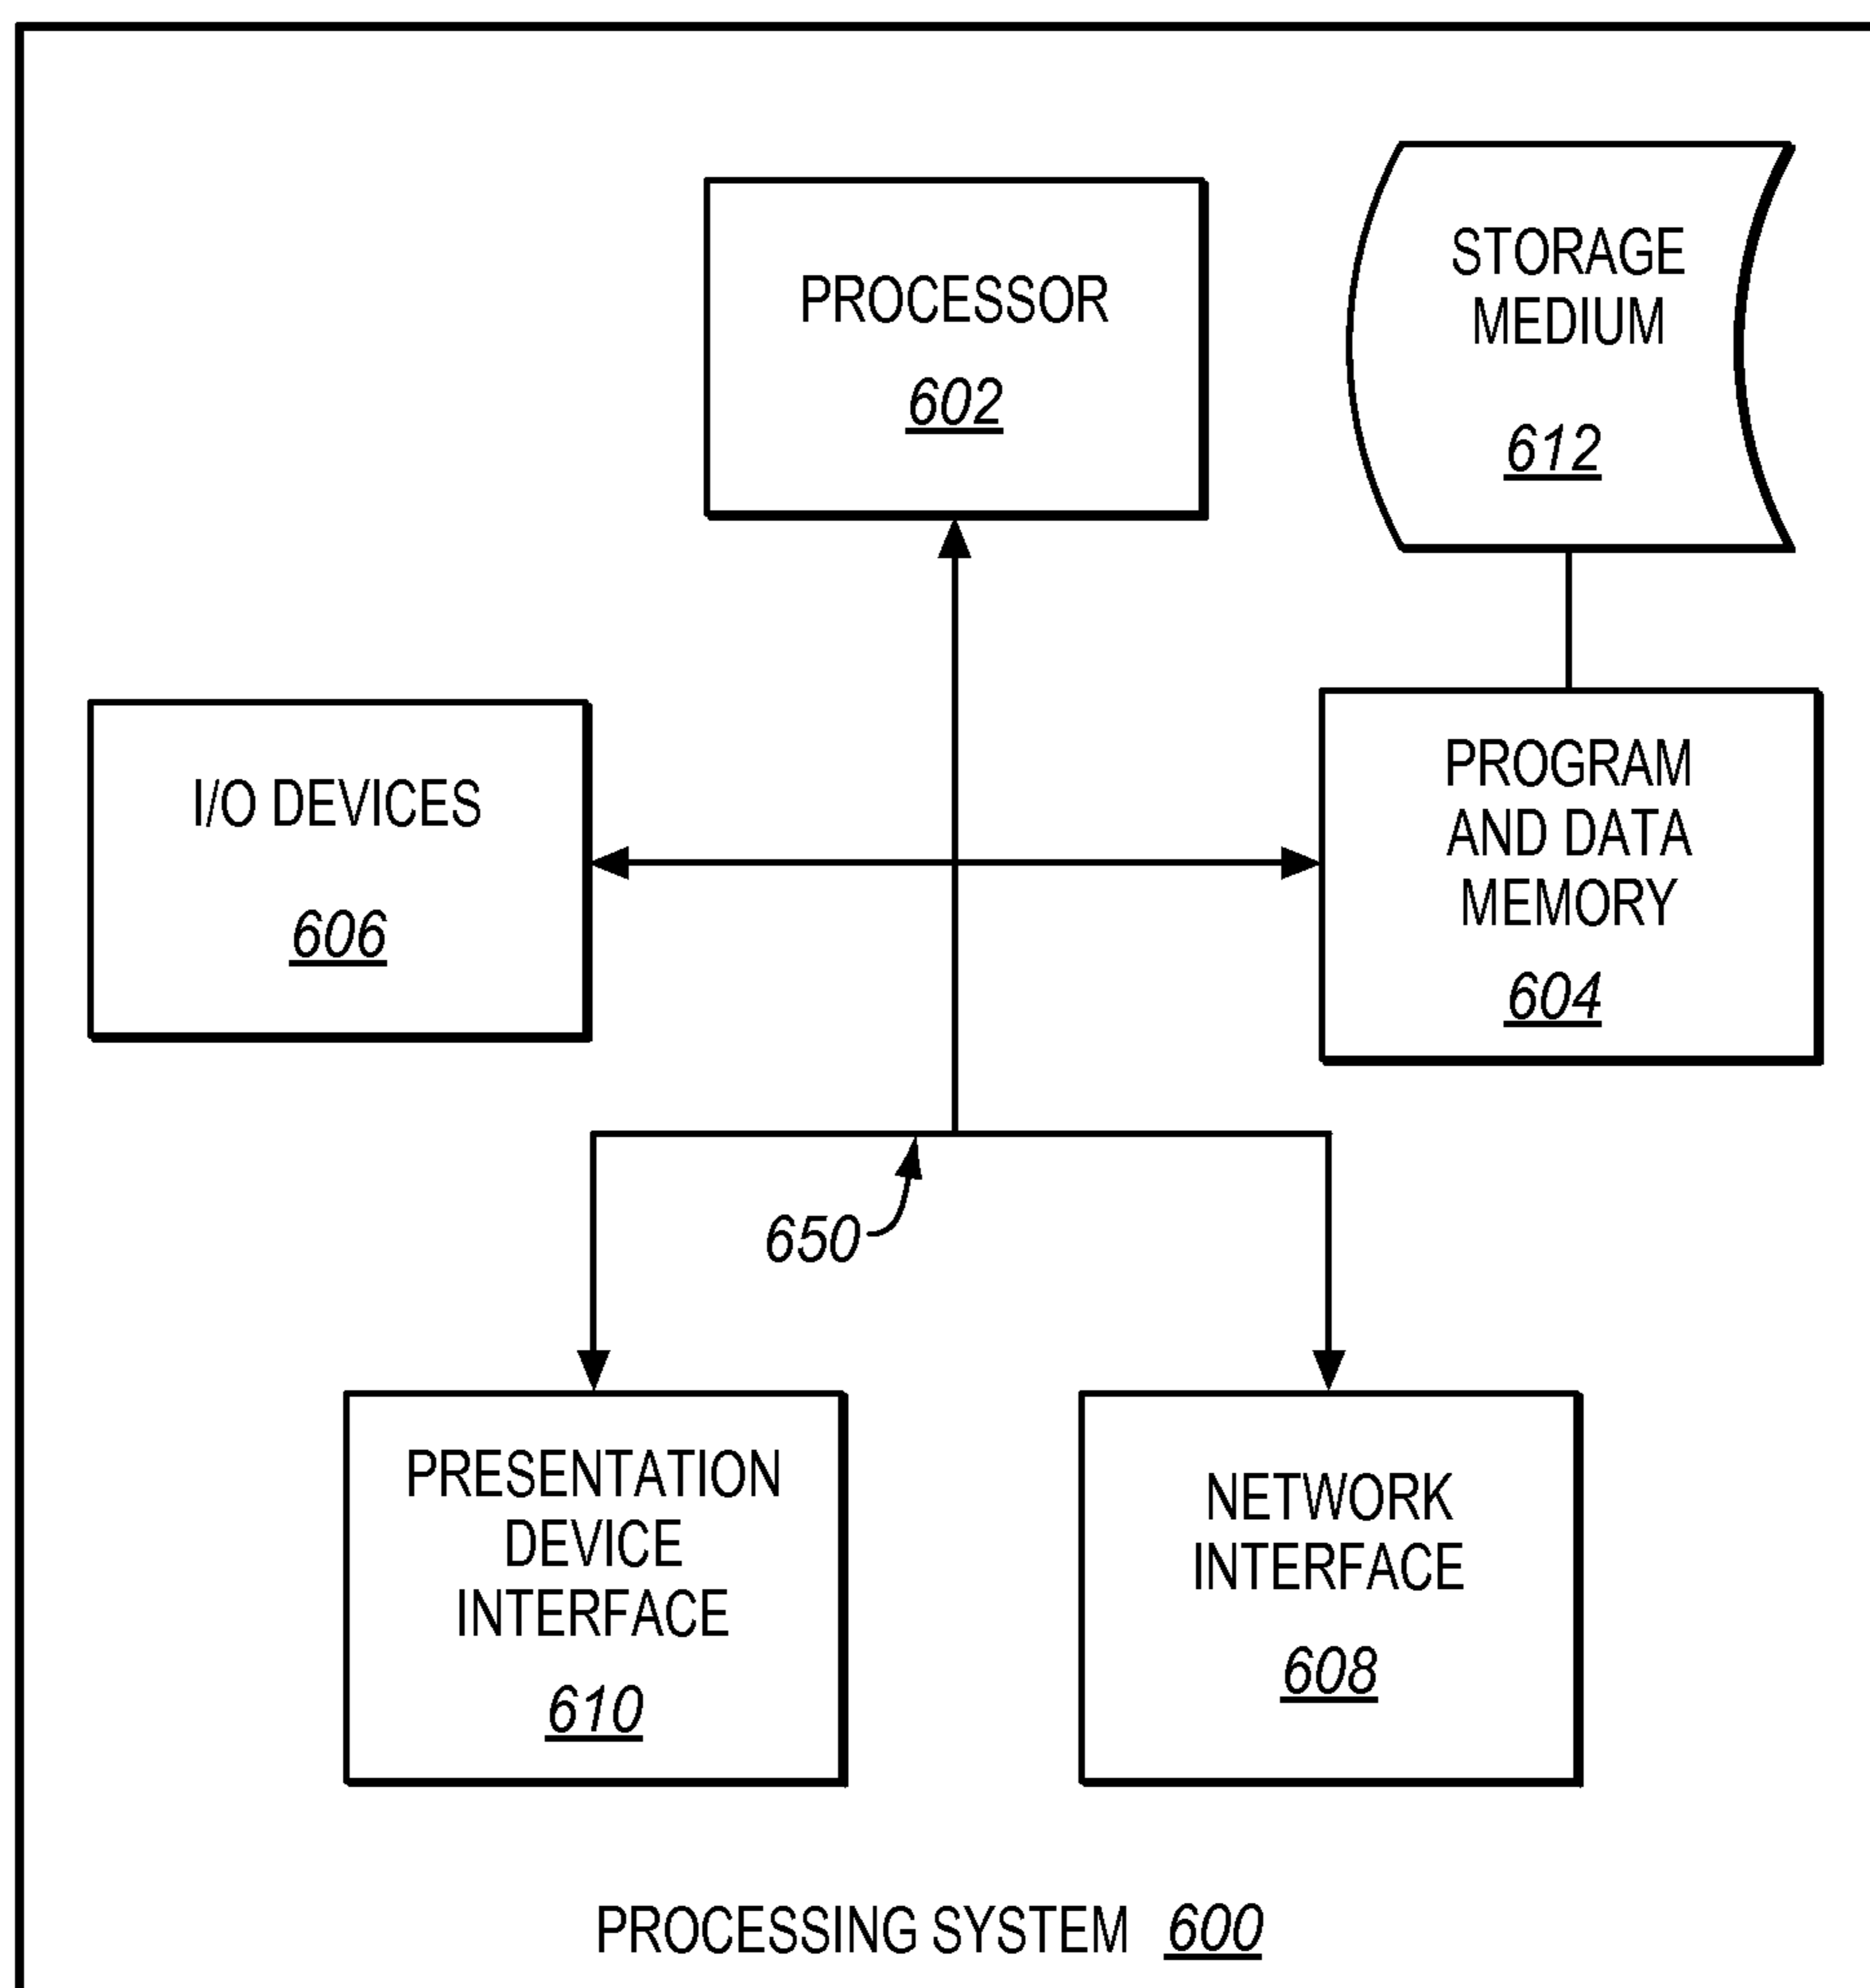 PROCESSOR
602
STORAGE
MEDIUM
612
I/O DEVICES
606
PROGRAM
AND DATA
MEMORY
604
650
PRESENTATION
DEVICE
INTERFACE
610
NETWORK
INTERFACE
608
PROCESSING SYSTEM 600